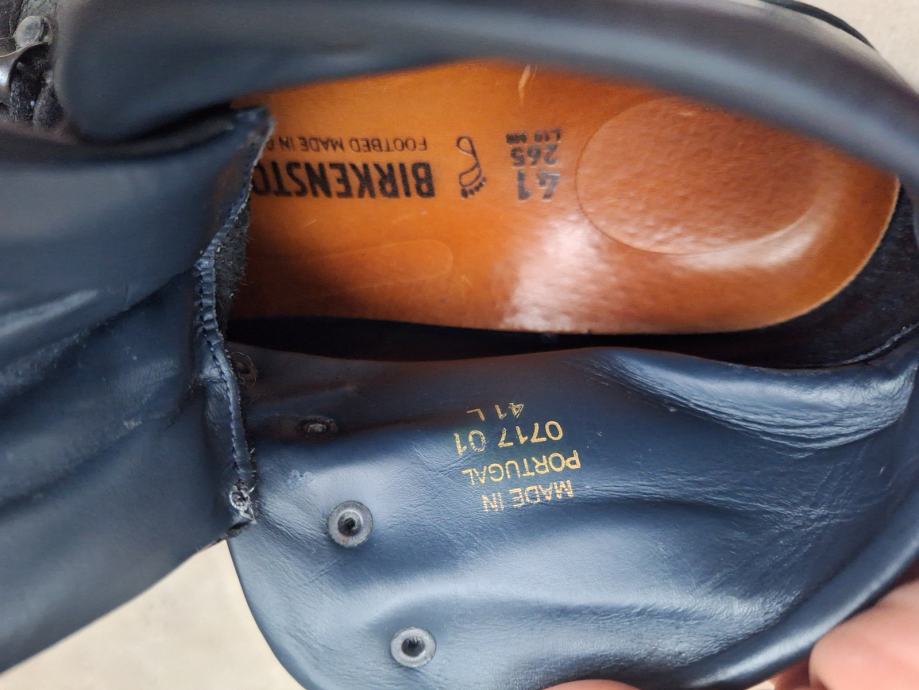 MADE IN
PORTUGAL
0717 01
41 L
41
265
BIRKENSTO
FOOTBED MADE IN